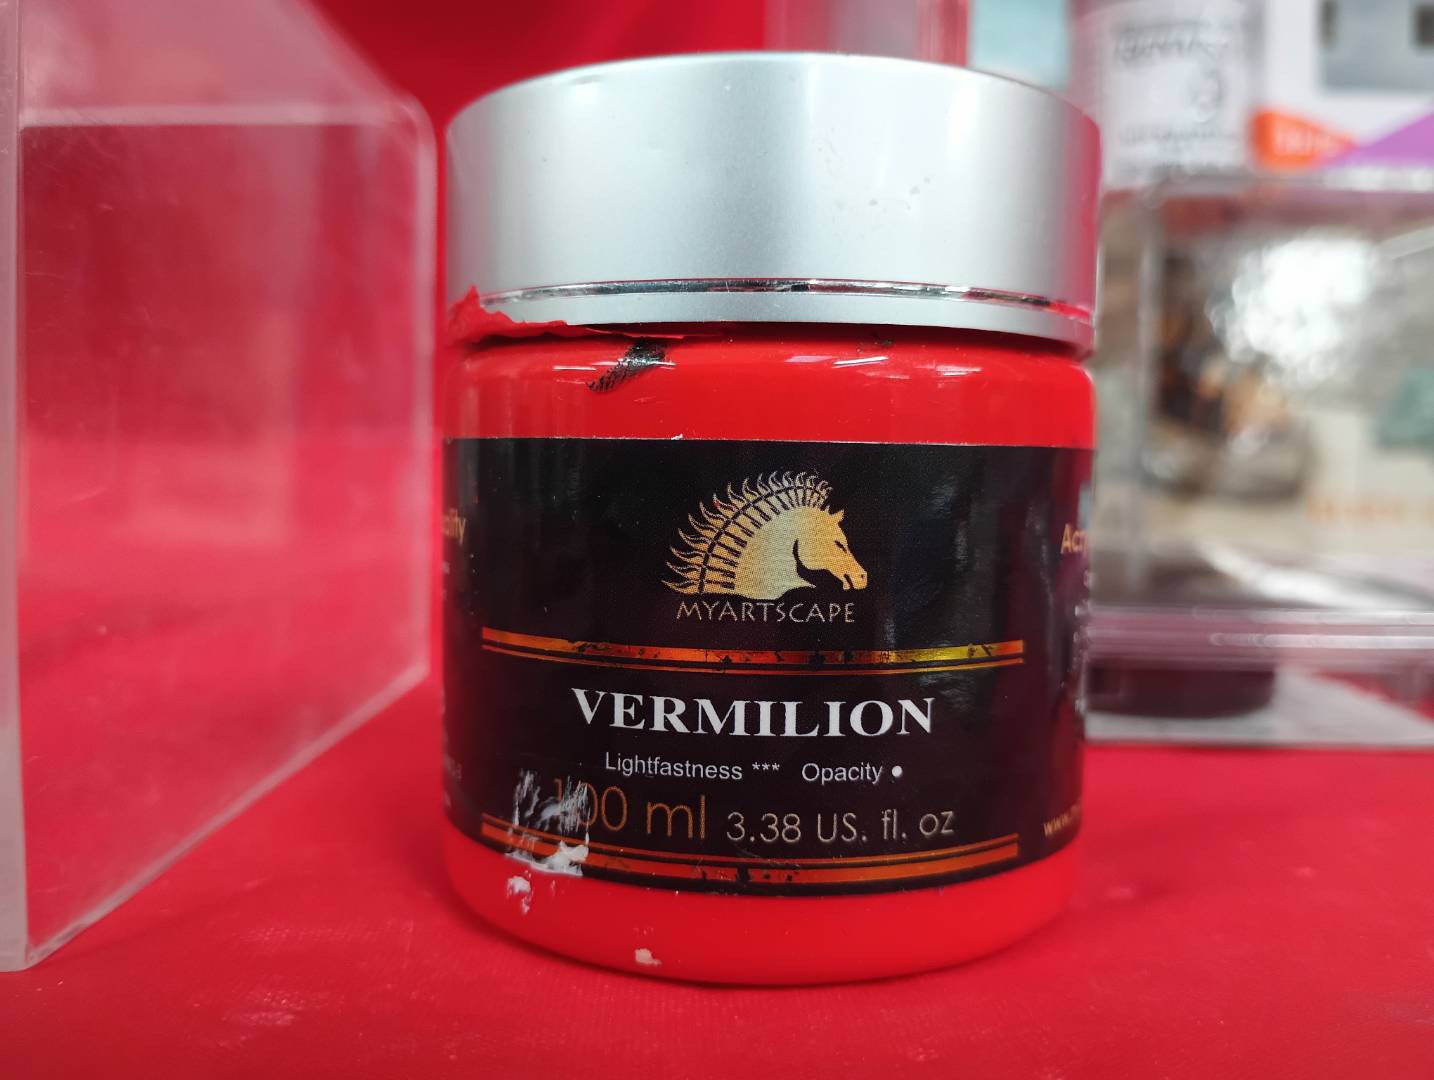 MYARTSCAPE
VERMILION
Lightfastness *** Opacity ●
100 ml 3.38 US. fl. oz